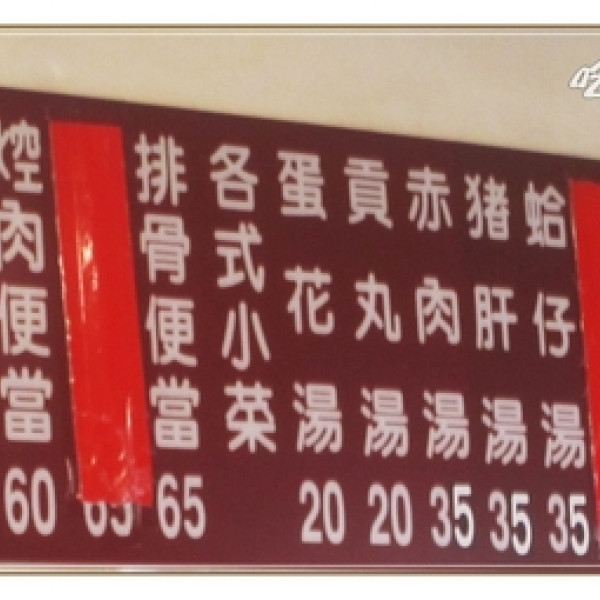 焢肉便當 60
65
排骨便當 65
各式小菜
蛋花湯 20
貢丸湯 20
赤肉湯 35
猪肝湯 35
蛤仔湯 35